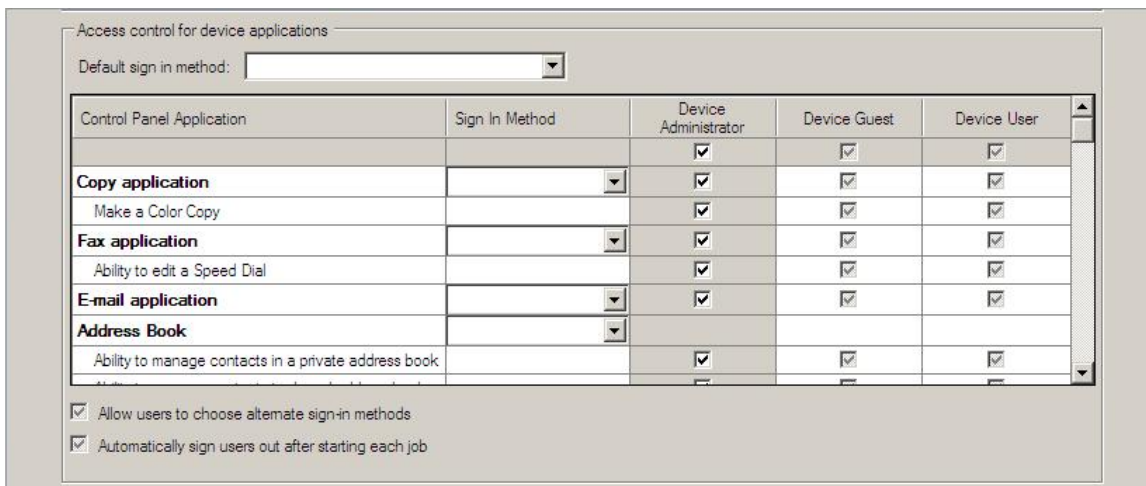 Access control for device applications
Default sign in method:
Control Panel Application Sign In Method Device Administrator Device Guest Device User
Copy application
Make a Color Copy
Fax application
Ability to edit a Speed Dial
E-mail application
Address Book
Ability to manage contacts in a private address book
Allow users to choose alternate sign-in methods
Automatically sign users out after starting each job